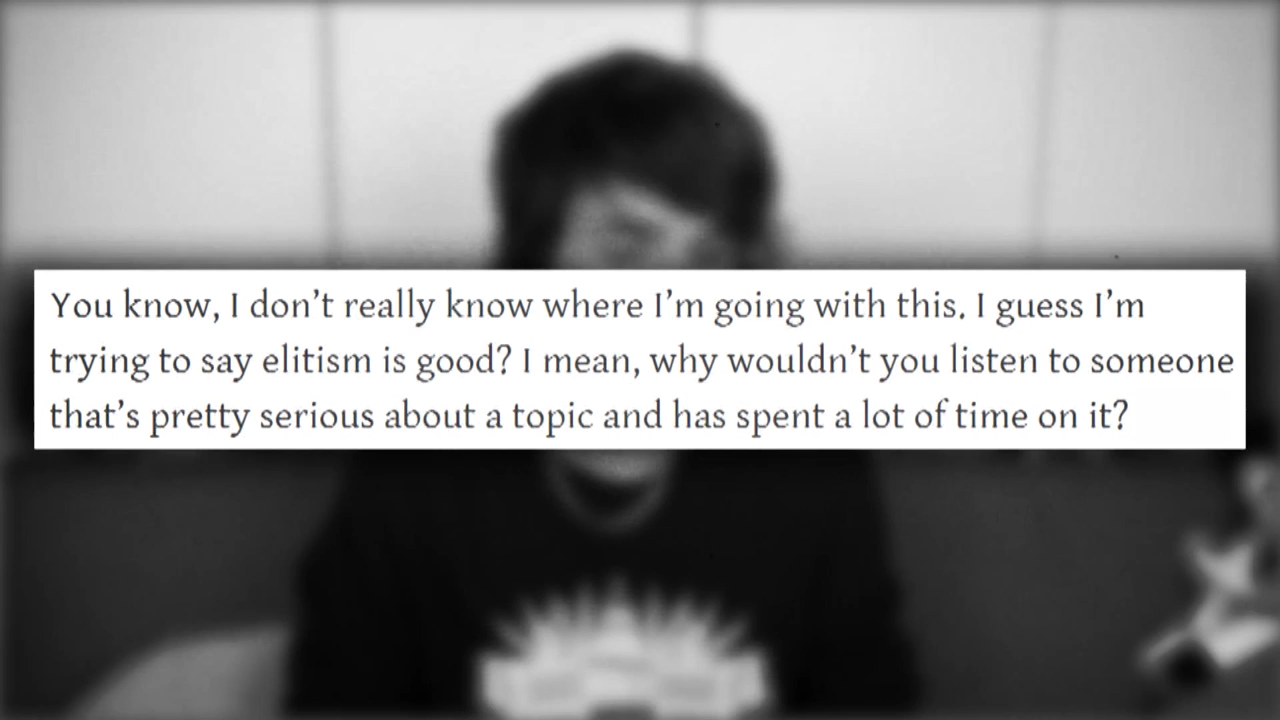 You know, I don’t really know where I’m going with this. I guess I’m
trying to say elitism is good? I mean, why wouldn’t you listen to someone
that’s pretty serious about a topic and has spent a lot of time on it?